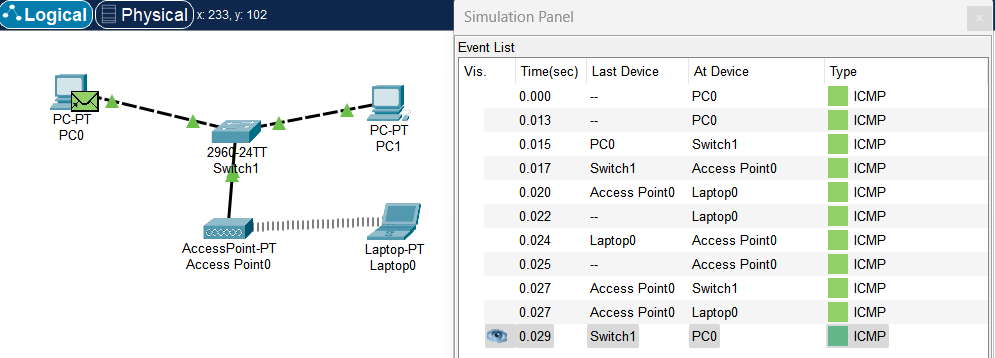 Logical Physical x: 233, y: 102
PC-PT
PC0
PC-PT
PC1
2960-24TT
Switch1
AccessPoint-PT
Access Point0
Laptop-PT
Laptop0
Simulation Panel
Event List
Vis. Time(sec) Last Device At Device Type
0.000 -- PC0 ICMP
0.013 -- PC0 ICMP
0.015 PC0 Switch1 ICMP
0.017 Switch1 Access Point0 ICMP
0.020 Access Point0 Laptop0 ICMP
0.022 -- Laptop0 ICMP
0.024 Laptop0 Access Point0 ICMP
0.025 -- Access Point0 ICMP
0.027 Access Point0 Switch1 ICMP
0.027 Access Point0 Laptop0 ICMP
0.029 Switch1 PC0 ICMP